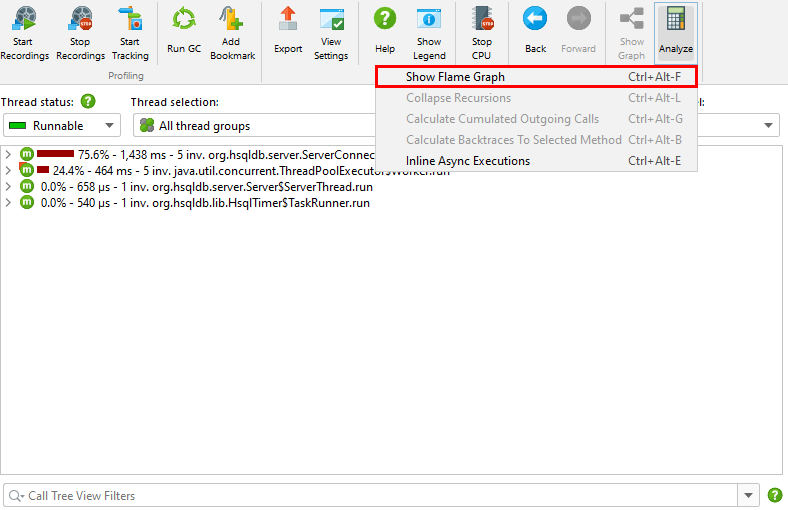 Start Recordings
Stop Recordings
Start Tracking
Run GC
Add Bookmark
Export
View Settings
Help
Show Legend
Stop CPU
Back
Forward
Show Graph
Analyze
Profiling
Show Flame Graph Ctrl+Alt-F
Collapse Recursions Ctrl+Alt-L
Calculate Cumulated Outgoing Calls Ctrl+Alt-G
Calculate Backtraces To Selected Method Ctrl+Alt-B
Inline Async Executions Ctrl+Alt-E
Thread status:
Thread selection:
Runnable
All thread groups
75.6% - 1,438 ms - 5 inv. org.hsqldb.server.ServerConnec
24.4% - 464 ms - 5 inv. java.util.concurrent.ThreadPoolExecutor$Worker.run
0.0% - 658 µs - 1 inv. org.hsqldb.server.Server$ServerThread.run
0.0% - 540 µs - 1 inv. org.hsqldb.lib.HsqlTimer$TaskRunner.run
Call Tree View Filters